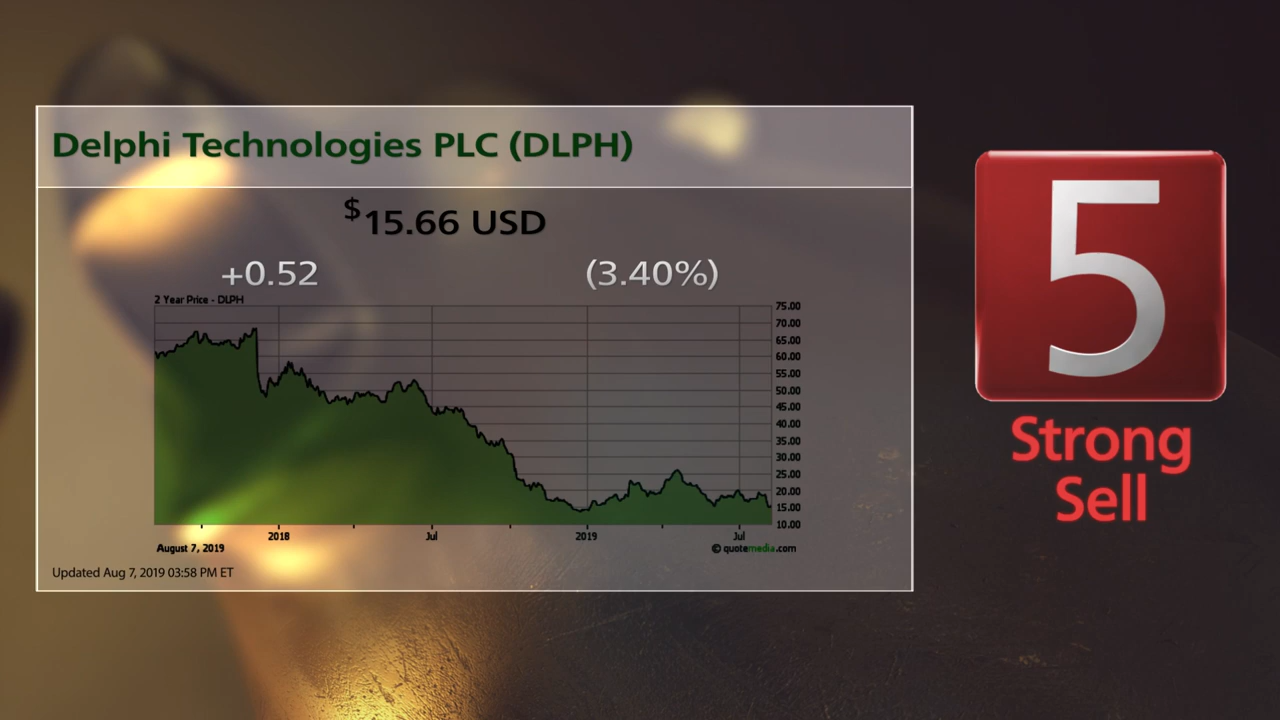 Delphi Technologies PLC (DLPH)
$15.66 USD
+0.52 (3.40%)
2 Year Price - DLPH
75.00
70.00
65.00
60.00
55.00
50.00
45.00
40.00
35.00
30.00
25.00
20.00
15.00
10.00
2018 Jul 2019 Jul
August 7, 2019 © quotemedia.com
Updated Aug 7, 2019 03:58 PM ET
5
Strong
Sell